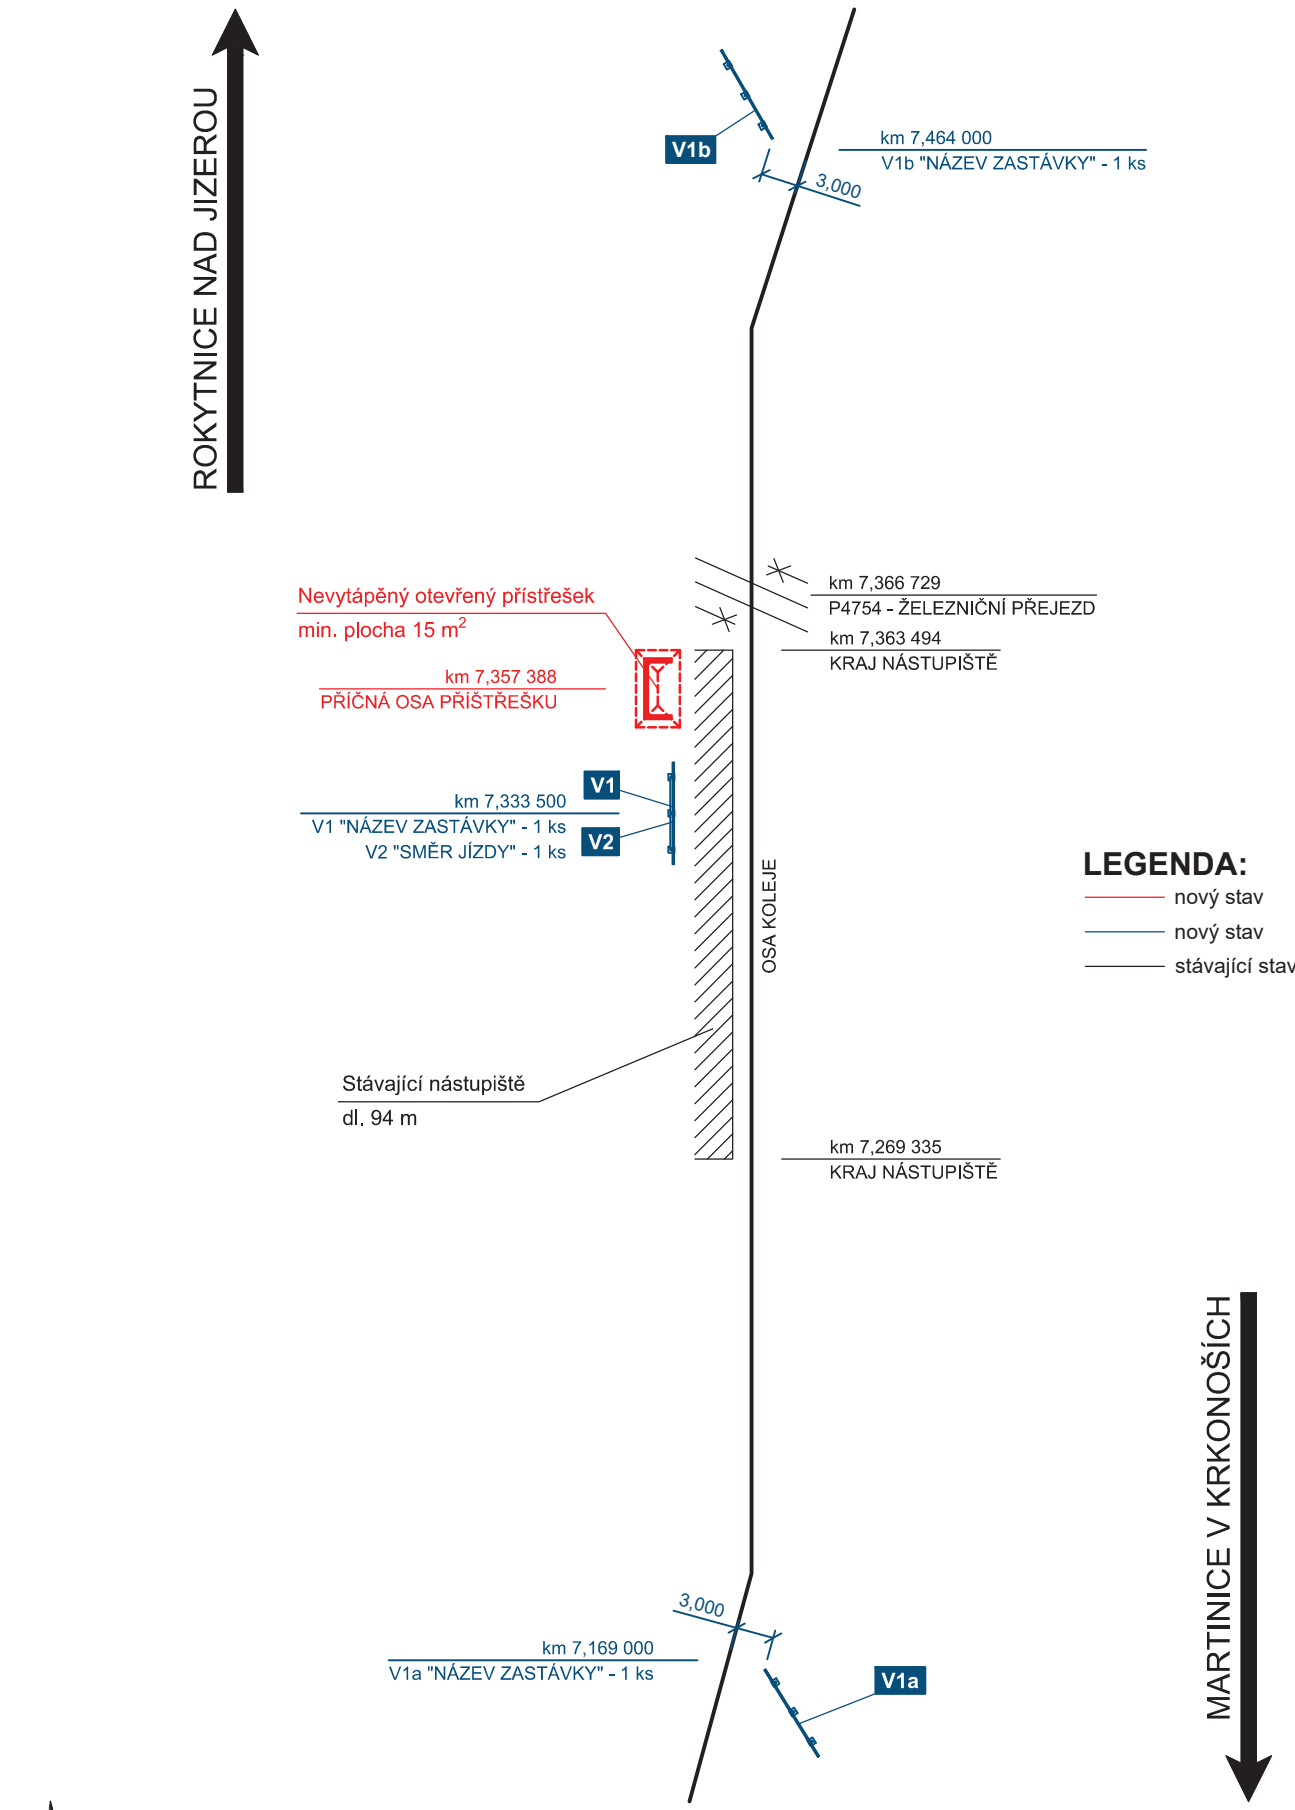 ROKYTNICE NAD JIZEROU
V1b
km 7,464 000
V1b "NÁZEV ZASTÁVKY" - 1 ks
3,000
Nevytápěný otevřený přístřešek
min. plocha 15 m²
km 7,357 388
PŘÍČNÁ OSA PŘÍŠTŘEŠKU
km 7,366 729
P4754 - ŽELEZNIČNÍ PŘEJEZD
km 7,363 494
KRAJ NÁSTUPIŠTĚ
V1
km 7,333 500
V1 "NÁZEV ZASTÁVKY" - 1 ks
V2 "SMĚR JÍZDY" - 1 ks
V2
OSA KOLEJE
LEGENDA:
nový stav
nový stav
stávající stav
Stávající nástupiště
dl. 94 m
km 7,269 335
KRAJ NÁSTUPIŠTĚ
MARTINICE V KRKONOŠÍCH
3,000
km 7,169 000
V1a "NÁZEV ZASTÁVKY" - 1 ks
V1a